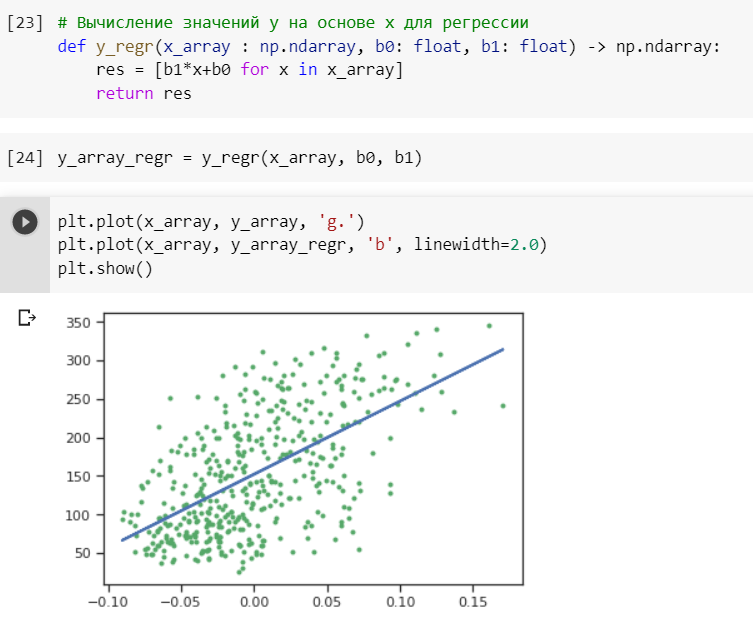 [23] # Вычисление значений y на основе x для регрессии
def y_regr(x_array : np.ndarray, b0: float, b1: float) -> np.ndarray:
    res = [b1*x+b0 for x in x_array]
    return res
[24] y_array_regr = y_regr(x_array, b0, b1)
plt.plot(x_array, y_array, 'g.')
plt.plot(x_array, y_array_regr, 'b', linewidth=2.0)
plt.show()
350
300
250
200
150
100
50
−0.10 −0.05 0.00 0.05 0.10 0.15